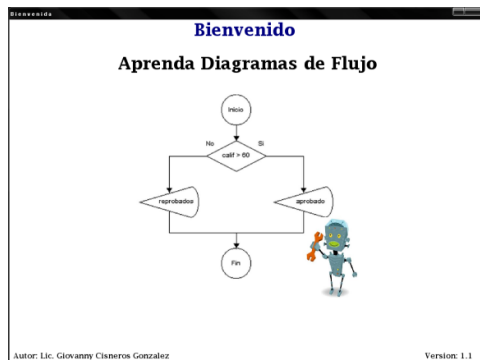 Bienvenido
Bienvenido
Aprenda Diagramas de Flujo
Inicio
No
Si
calif > 60
reprobados
aprobado
Fin
Autor: Lic. Giovanny Cisneros Gonzalez
Version: 1.1